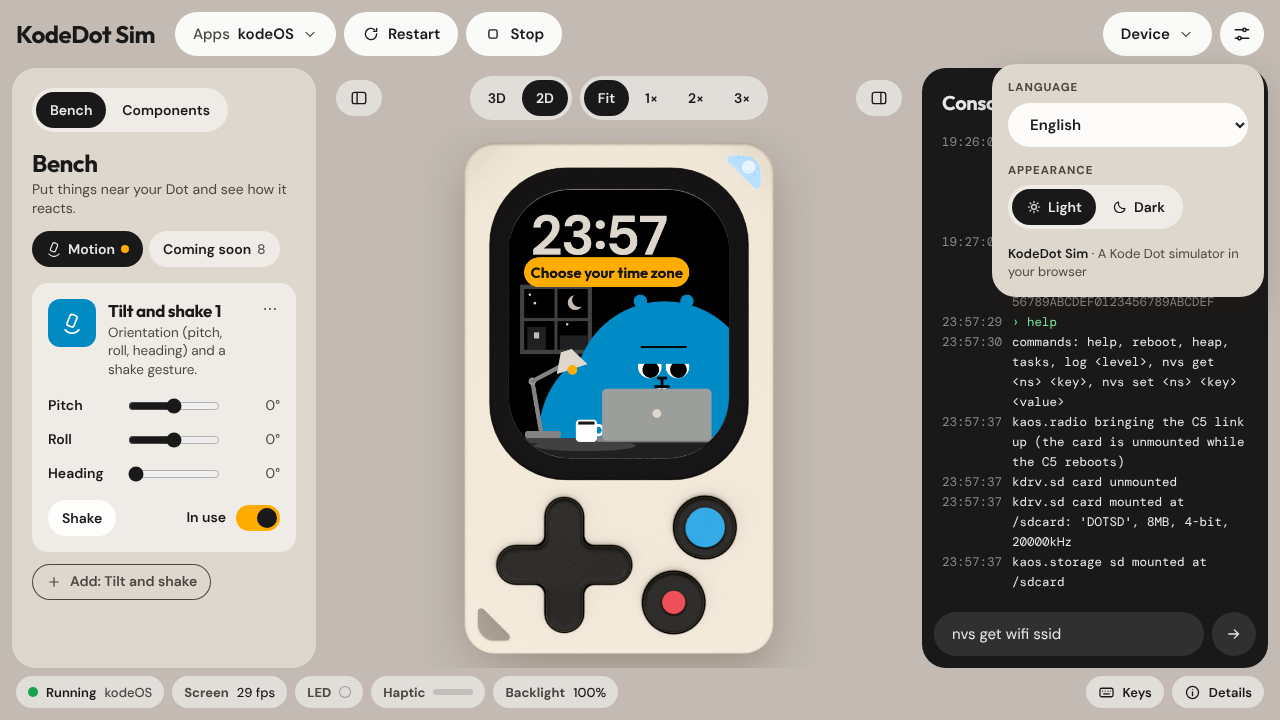 KodeDot Sim
Apps kodeOS
Restart
Stop
Device
Bench
Components
Bench
Put things near your Dot and see how it
reacts.
Motion
Coming soon 8
Tilt and shake 1
Orientation (pitch,
roll, heading) and a
shake gesture.
Pitch
0°
Roll
0°
Heading
0°
Shake
In use
Add: Tilt and shake
3D
2D
Fit
1×
2×
3×
23:57
Choose your time zone
LANGUAGE
English
APPEARANCE
Light
Dark
KodeDot Sim · A Kode Dot simulator in
your browser
56789ABCDEF0123456789ABCDEF
23:57:29 › help
23:57:30 commands: help, reboot, heap,
tasks, log <level>, nvs get
<ns> <key>, nvs set <ns> <key>
<value>
23:57:37 kaos.radio bringing the C5 link
up (the card is unmounted while
the C5 reboots)
23:57:37 kdrv.sd card unmounted
23:57:37 kdrv.sd card mounted at
/sdcard: 'DOTSD', 8MB, 4-bit,
20000kHz
23:57:37 kaos.storage sd mounted at
/sdcard
nvs get wifi ssid
Running kodeOS
Screen 29 fps
LED
Haptic
Backlight 100%
Keys
Details